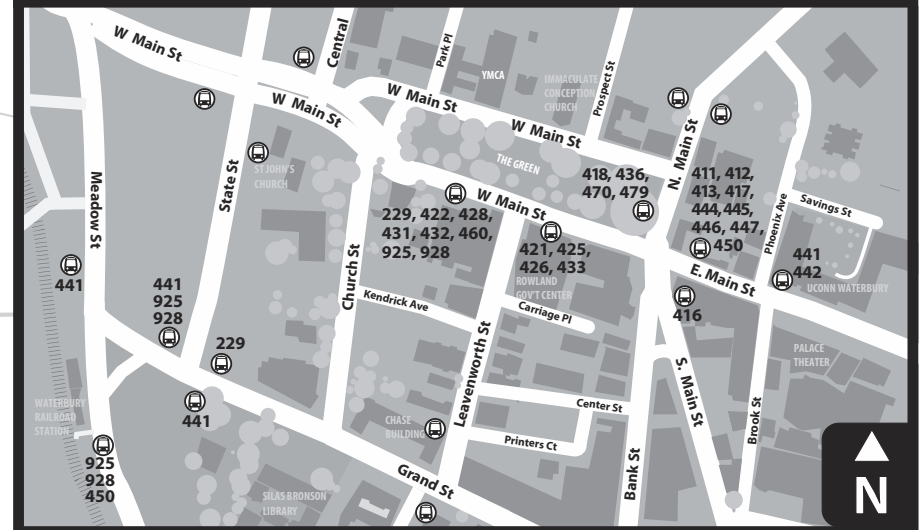 W Main St
Central
Park Pl
YMCA
IMMACULATE
CONCEPTION
CHURCH
Prospect St
W Main St
W Main St
W Main St
THE GREEN
N. Main St
418, 436,
470, 479
411, 412,
413, 417,
444, 445,
446, 447,
450
Phoenix Ave
Savings St
Meadow St
State St
ST JOHN'S
CHURCH
W Main St
229, 422, 428,
431, 432, 460,
925, 928
421, 425,
426, 433
ROWLAND
GOV'T CENTER
E. Main St
441
442
UCONN WATERBURY
441
441
925
928
Church St
Kendrick Ave
Carriage Pl
416
229
441
PALACE
THEATER
WATERBURY
RAILROAD
STATION
CHASE
BUILDING
Leavenworth St
Center St
Printers Ct
S. Main St
Brook St
Bank St
925
928
450
Grand St
SILAS BRONSON
LIBRARY
N